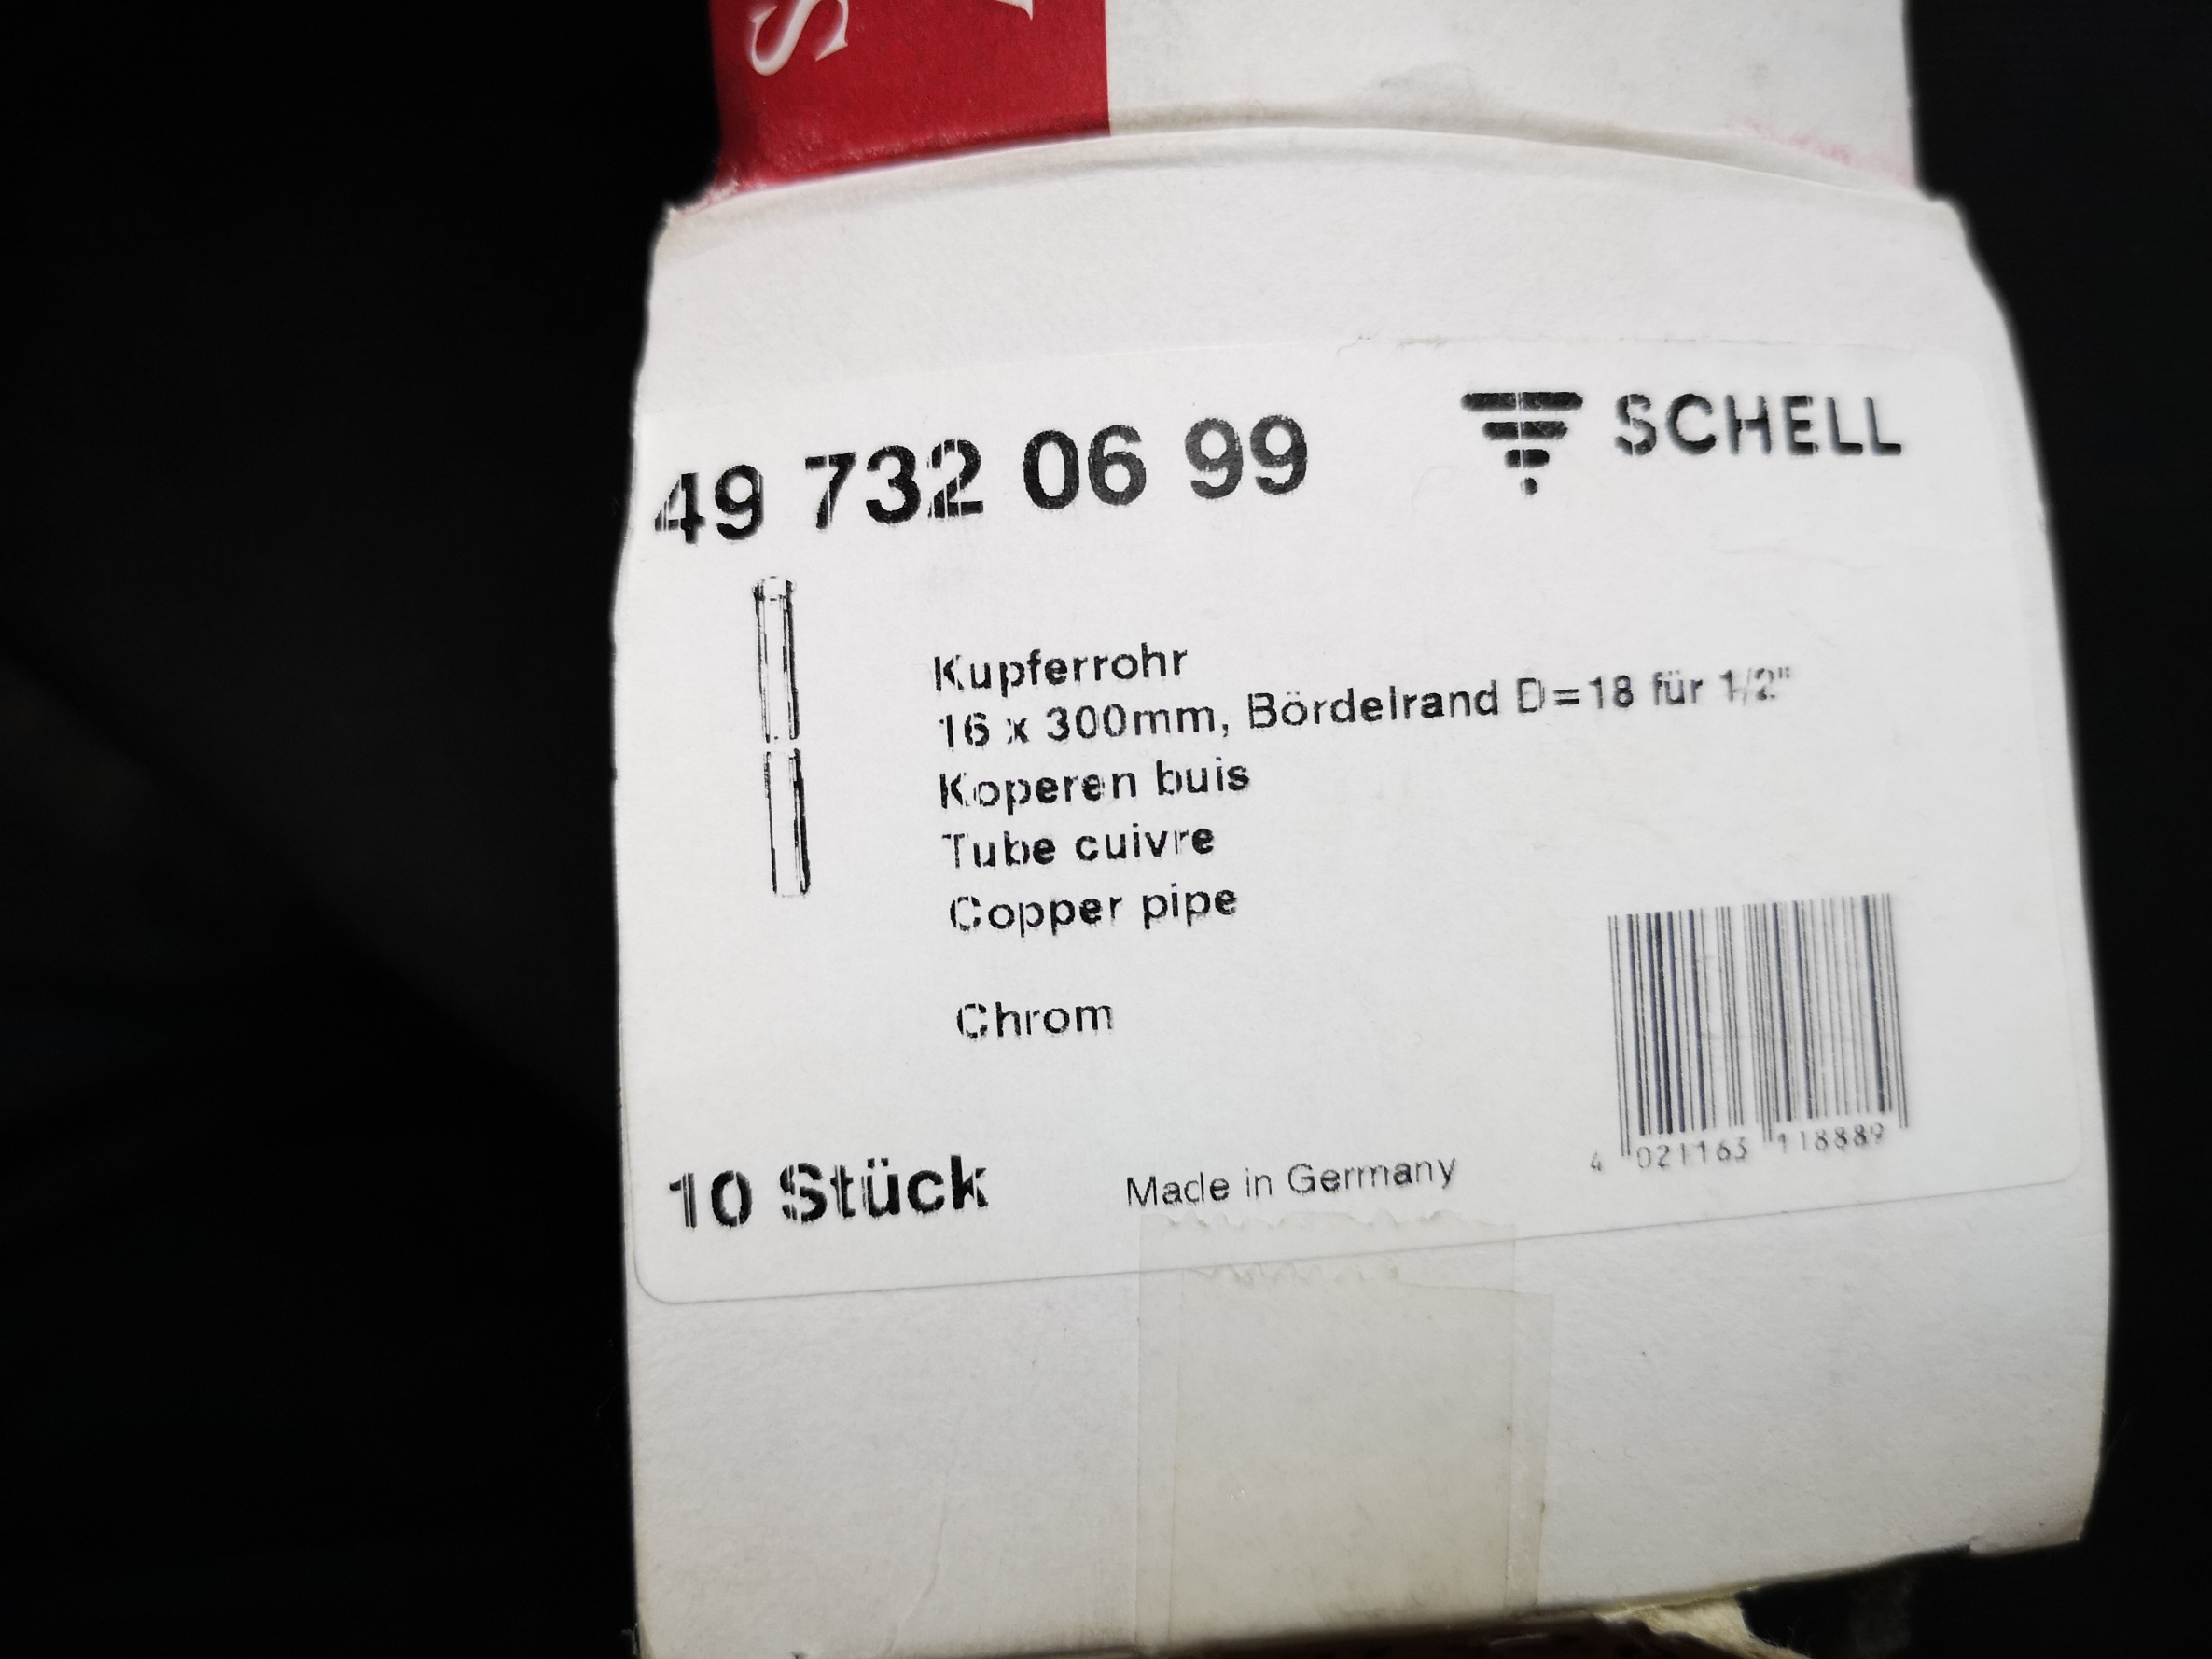 S
49 732 06 99
SCHELL
Kupferrohr
16 x 300mm, Bördelrand D=18 für 1/2"
Koperen buis
Tube cuivre
Copper pipe
Chrom
10 Stück
Made in Germany
4 021163 118889